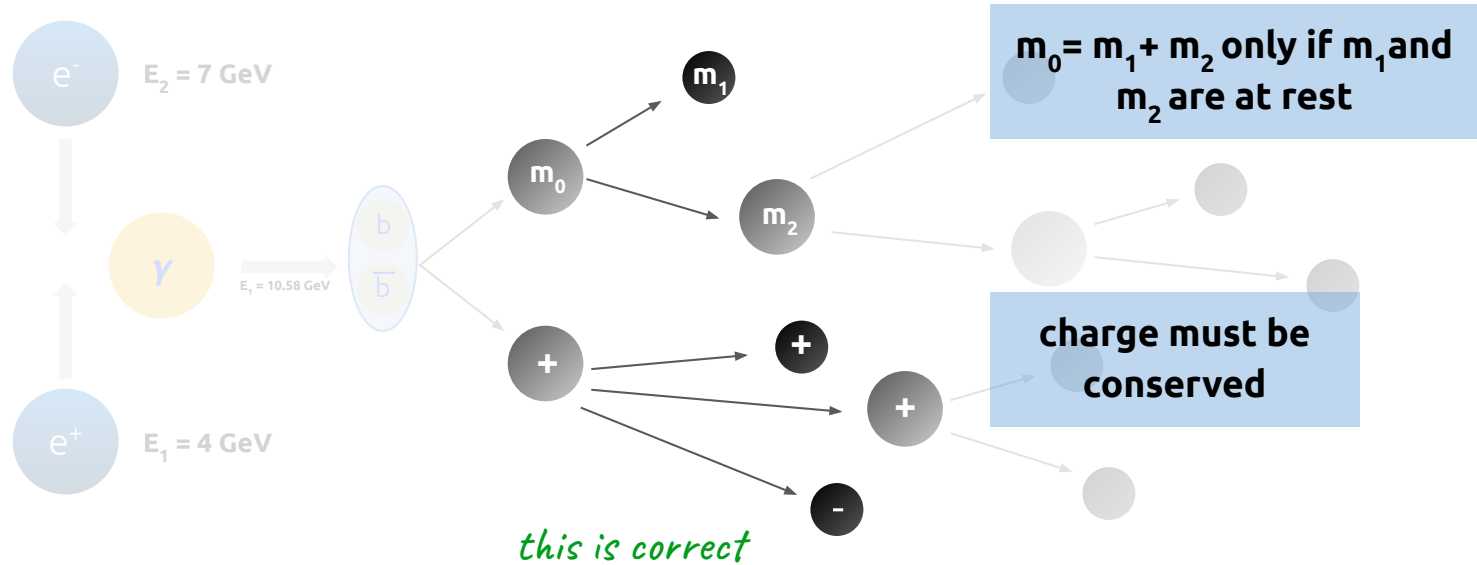 e⁻
E₂ = 7 GeV
m₁
m₀= m₁+ m₂ only if m₁and
m₂ are at rest
m₀
m₂
b
γ
E₁ = 10.58 GeV
b̅
+
+
+
-
charge must be
conserved
e⁺
E₁ = 4 GeV
this is correct